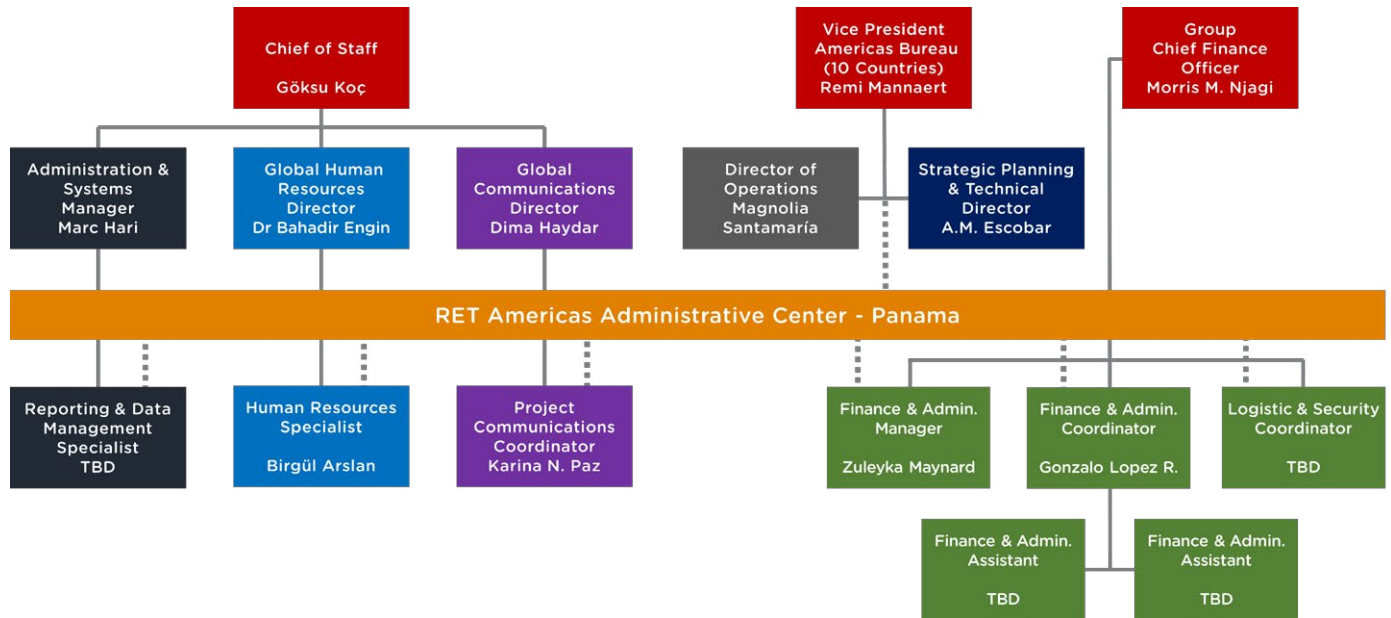 Chief of Staff
Göksu Koç
Vice President
Americas Bureau
(10 Countries)
Remi Mannaert
Group
Chief Finance
Officer
Morris M. Njagi
Administration &
Systems
Manager
Marc Hari
Global Human
Resources
Director
Dr Bahadir Engin
Global
Communications
Director
Dima Haydar
Director of
Operations
Magnolia
Santamaría
Strategic Planning
& Technical
Director
A.M. Escobar
RET Americas Administrative Center - Panama
Reporting & Data
Management
Specialist
TBD
Human Resources
Specialist
Birgül Arslan
Project
Communications
Coordinator
Karina N. Paz
Finance & Admin.
Manager
Zuleyka Maynard
Finance & Admin.
Coordinator
Gonzalo Lopez R.
Logistic & Security
Coordinator
TBD
Finance & Admin.
Assistant
TBD
Finance & Admin.
Assistant
TBD